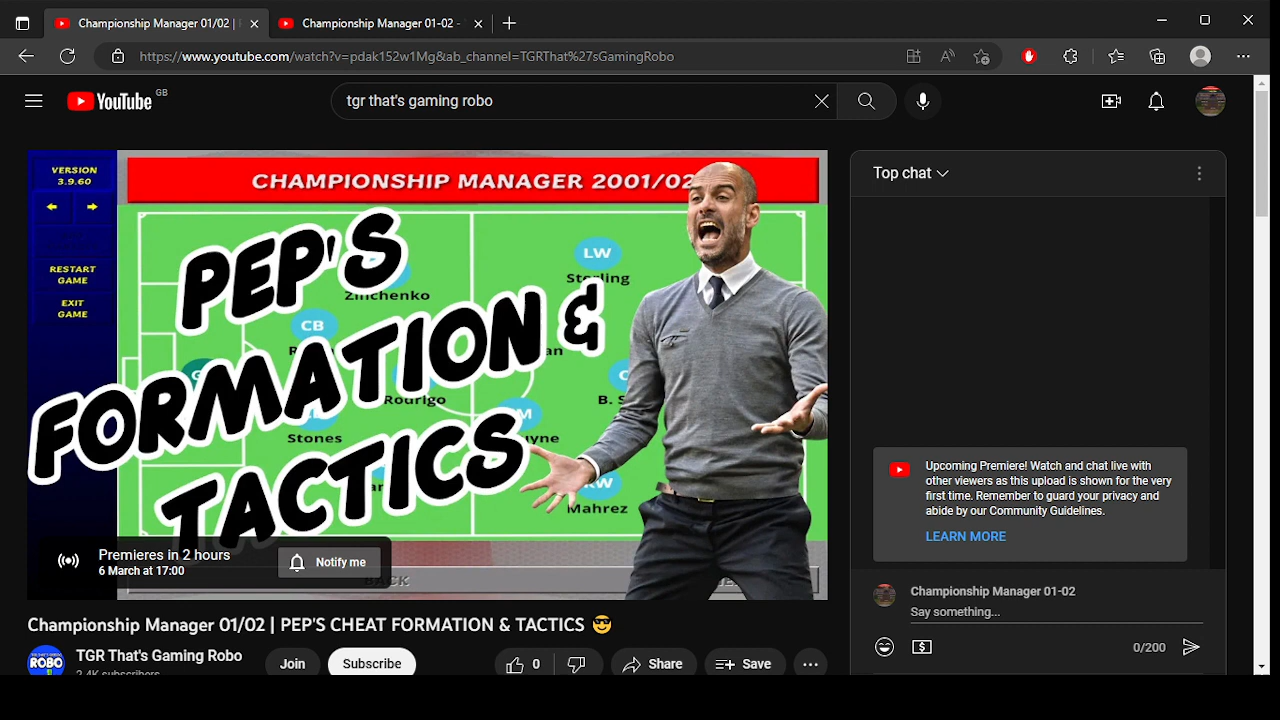 Championship Manager 01/02 |
Championship Manager 01-02 -
https://www.youtube.com/watch?v=pdak152w1Mg&ab_channel=TGRThat%27sGamingRobo
YouTube GB
tgr that's gaming robo
VERSION
3.9.60
RESTART
GAME
EXIT
GAME
CHAMPIONSHIP MANAGER 2001/02
PEP'S
FORMATION &
TACTICS
LW
Sterling
Zinchenko
CB
Rodrigo
B. S
Stones
RW
Mahrez
BACK
Premieres in 2 hours
6 March at 17:00
Notify me
Top chat
Upcoming Premiere! Watch and chat live with
other viewers as this upload is shown for the very
first time. Remember to guard your privacy and
abide by our Community Guidelines.
LEARN MORE
Championship Manager 01-02
Say something...
0/200
Championship Manager 01/02 | PEP'S CHEAT FORMATION & TACTICS 😎
ROBO
TGR That's Gaming Robo
2.4K subscribers
Join
Subscribe
0
Share
Save